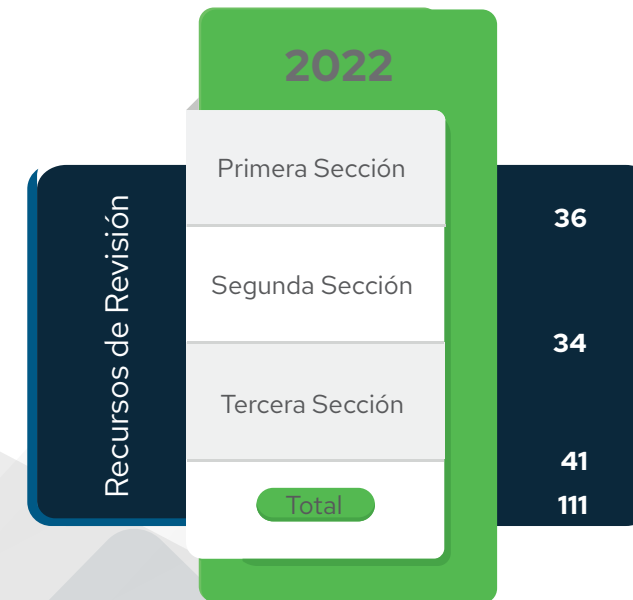 2022
Recursos de Revisión
Primera Sección
36
Segunda Sección
34
Tercera Sección
41
Total
111